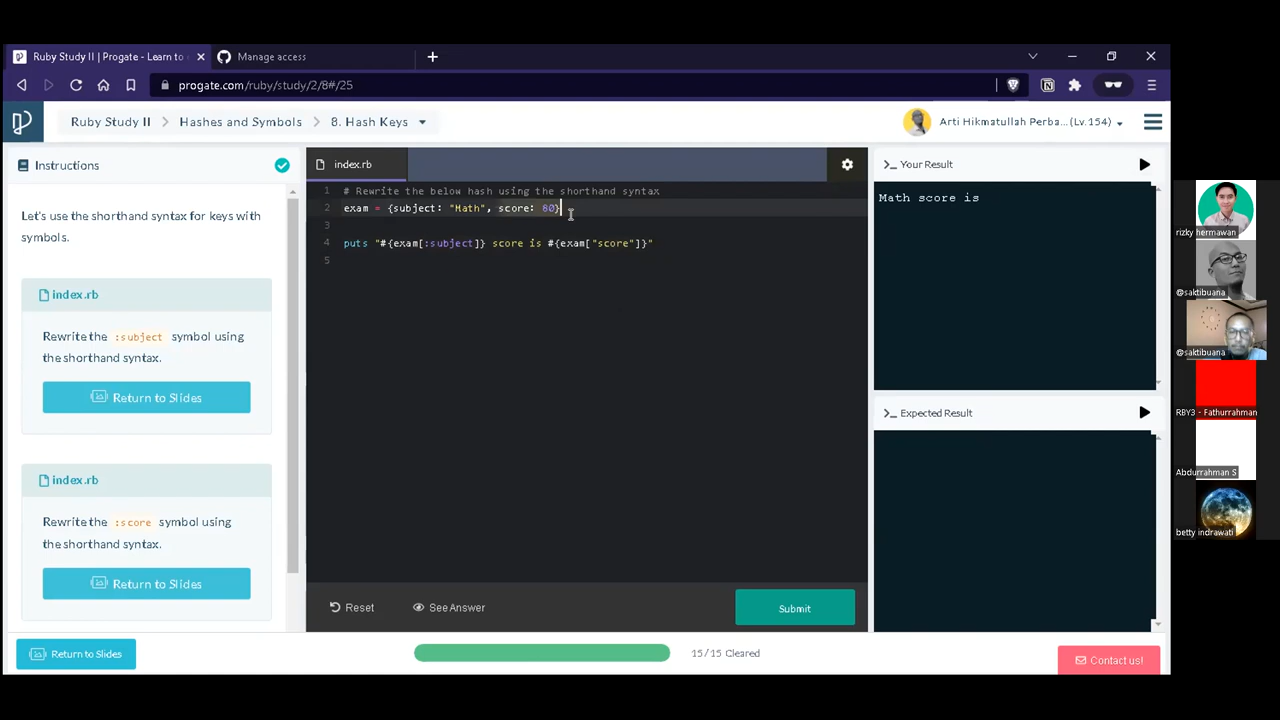 Ruby Study II | Progate - Learn to
Manage access
progate.com/ruby/study/2/8#/25
Ruby Study II
Hashes and Symbols
8. Hash Keys
Arti Hikmatullah Perba...(Lv.154)
Instructions
Let's use the shorthand syntax for keys with
symbols.
index.rb
Rewrite the :subject symbol using
the shorthand syntax.
Return to Slides
index.rb
Rewrite the :score symbol using
the shorthand syntax.
Return to Slides
Return to Slides
index.rb
1 # Rewrite the below hash using the shorthand syntax
2 exam = {subject: "Math", score: 80}
3
4 puts "#{exam[:subject]} score is #{exam["score"]}"
5
Reset
See Answer
Submit
15/15 Cleared
Your Result
Math score is
Expected Result
Contact us!
rizky hermawan
@saktibuana
@saktibuana
RBY3 - Fathurrahman
Abdurrahman S
betty indrawati